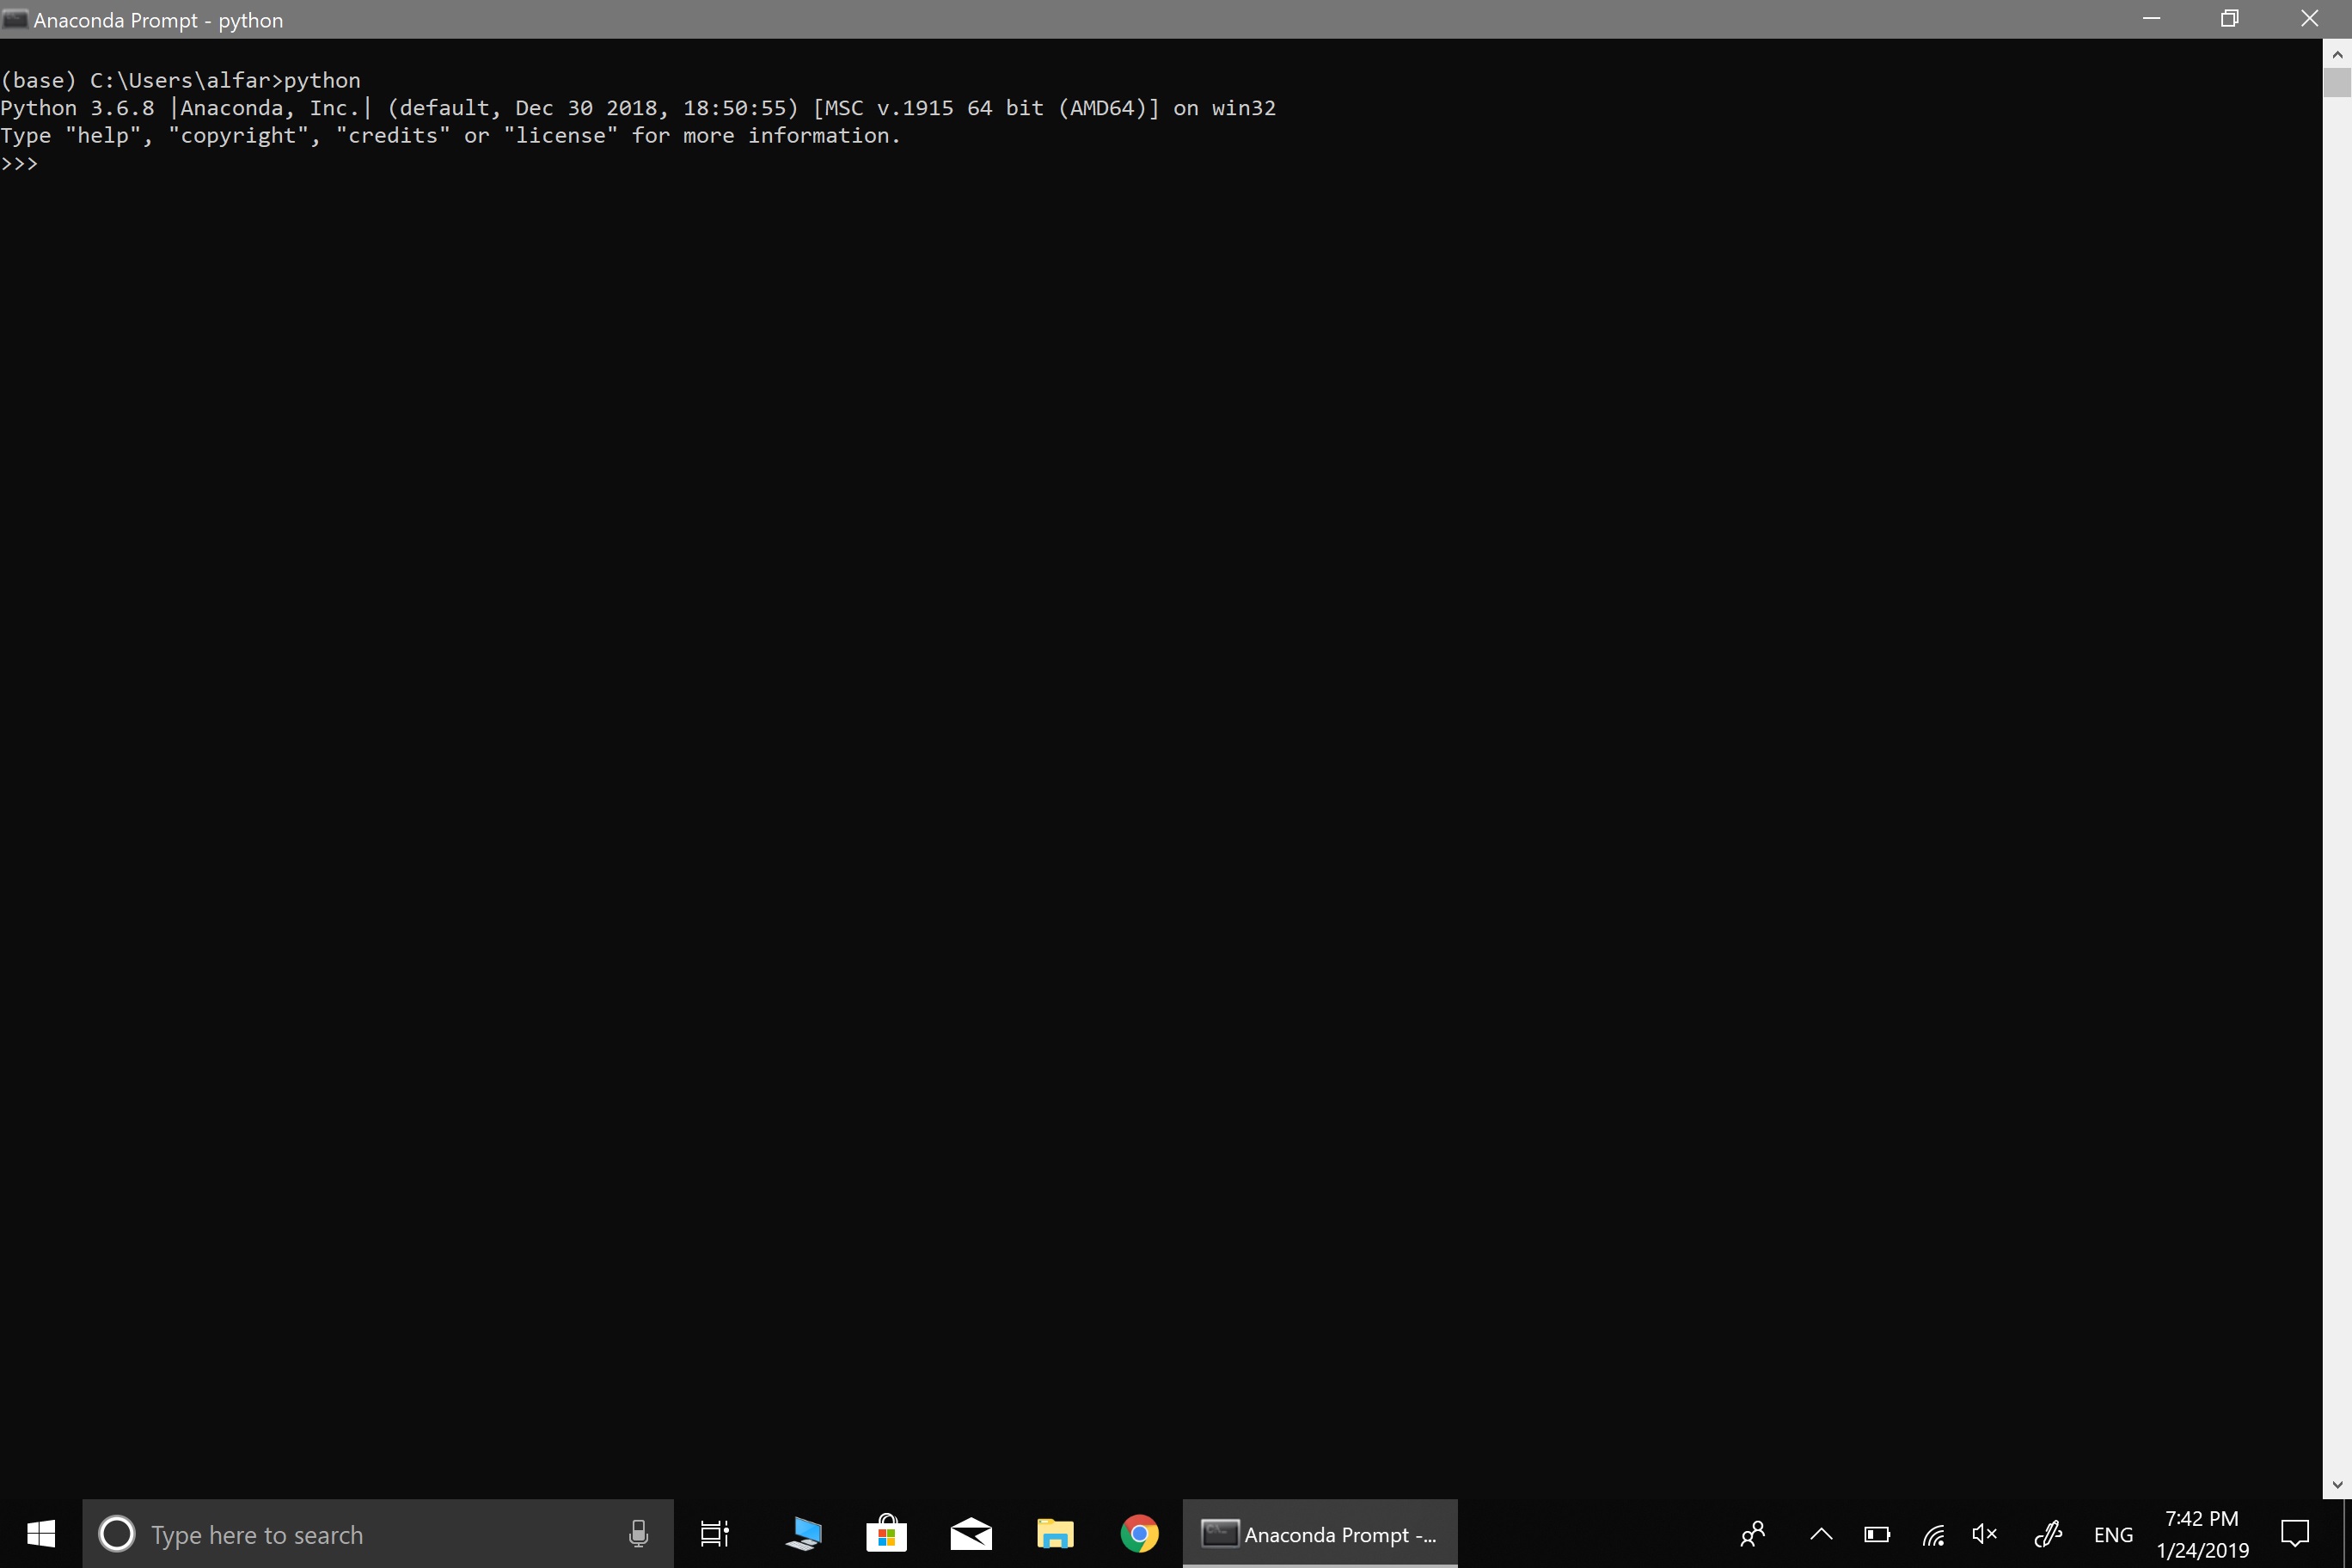 Anaconda Prompt - python
(base) C:\Users\alfar>python
Python 3.6.8 |Anaconda, Inc.| (default, Dec 30 2018, 18:50:55) [MSC v.1915 64 bit (AMD64)] on win32
Type "help", "copyright", "credits" or "license" for more information.
>>>
Type here to search
Anaconda Prompt -...
ENG
7:42 PM
1/24/2019